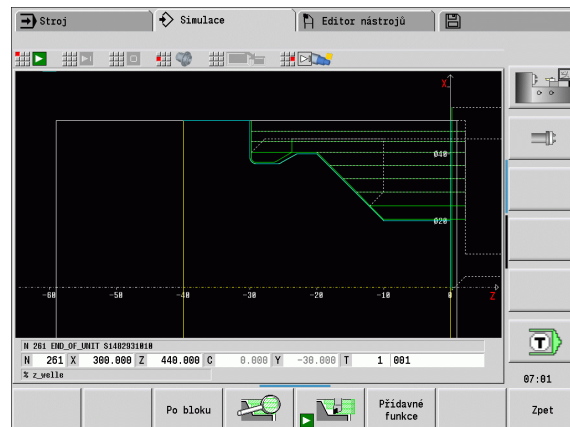 Stroj Simulace Editor nástrojů
X
Ø40
Ø20
-60 -50 -40 -30 -20 -10 0 Z
N 261 END_OF_UNIT S1402931010
N 261 X 300.000 Z 440.000 C 0.000 Y -30.000 T 1 001
% z_welle
T
07:01
Po bloku Přídavné funkce Zpet